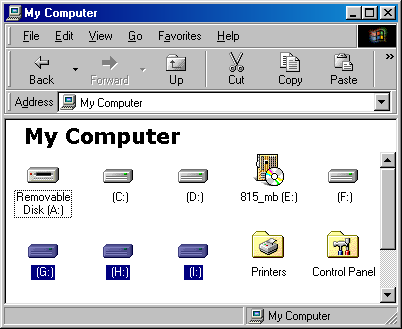 My Computer
File Edit View Go Favorites Help
Back Forward Up Cut Copy Paste »
Address My Computer
My Computer
Removable Disk (A:) (C:) (D:) 815_mb (E:) (F:)
(G:) (H:) (I:) Printers Control Panel
My Computer